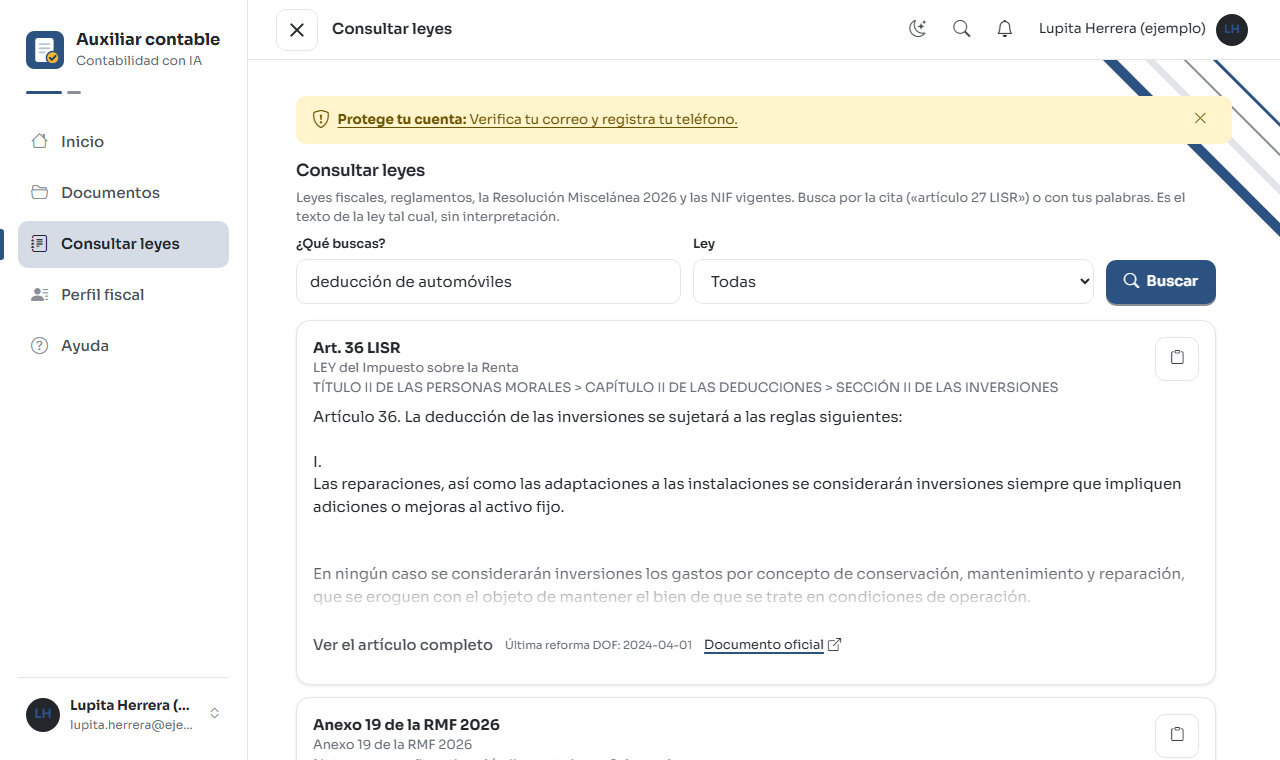 Auxiliar contable
Contabilidad con IA
Inicio
Documentos
Consultar leyes
Perfil fiscal
Ayuda
LH
Lupita Herrera (...
lupita.herrera@eje...
Consultar leyes
Lupita Herrera (ejemplo)
LH
Protege tu cuenta: Verifica tu correo y registra tu teléfono.
Consultar leyes
Leyes fiscales, reglamentos, la Resolución Miscelánea 2026 y las NIF vigentes. Busca por la cita («artículo 27 LISR») o con tus palabras. Es el
texto de la ley tal cual, sin interpretación.
¿Qué buscas?
Ley
deducción de automóviles
Todas
Buscar
Art. 36 LISR
LEY del Impuesto sobre la Renta
TÍTULO II DE LAS PERSONAS MORALES > CAPÍTULO II DE LAS DEDUCCIONES > SECCIÓN II DE LAS INVERSIONES
Artículo 36. La deducción de las inversiones se sujetará a las reglas siguientes:
I.
Las reparaciones, así como las adaptaciones a las instalaciones se considerarán inversiones siempre que impliquen
adiciones o mejoras al activo fijo.
En ningún caso se considerarán inversiones los gastos por concepto de conservación, mantenimiento y reparación,
que se eroguen con el objeto de mantener el bien de que se trate en condiciones de operación.
Ver el artículo completo
Última reforma DOF: 2024-04-01
Documento oficial
Anexo 19 de la RMF 2026
Anexo 19 de la RMF 2026